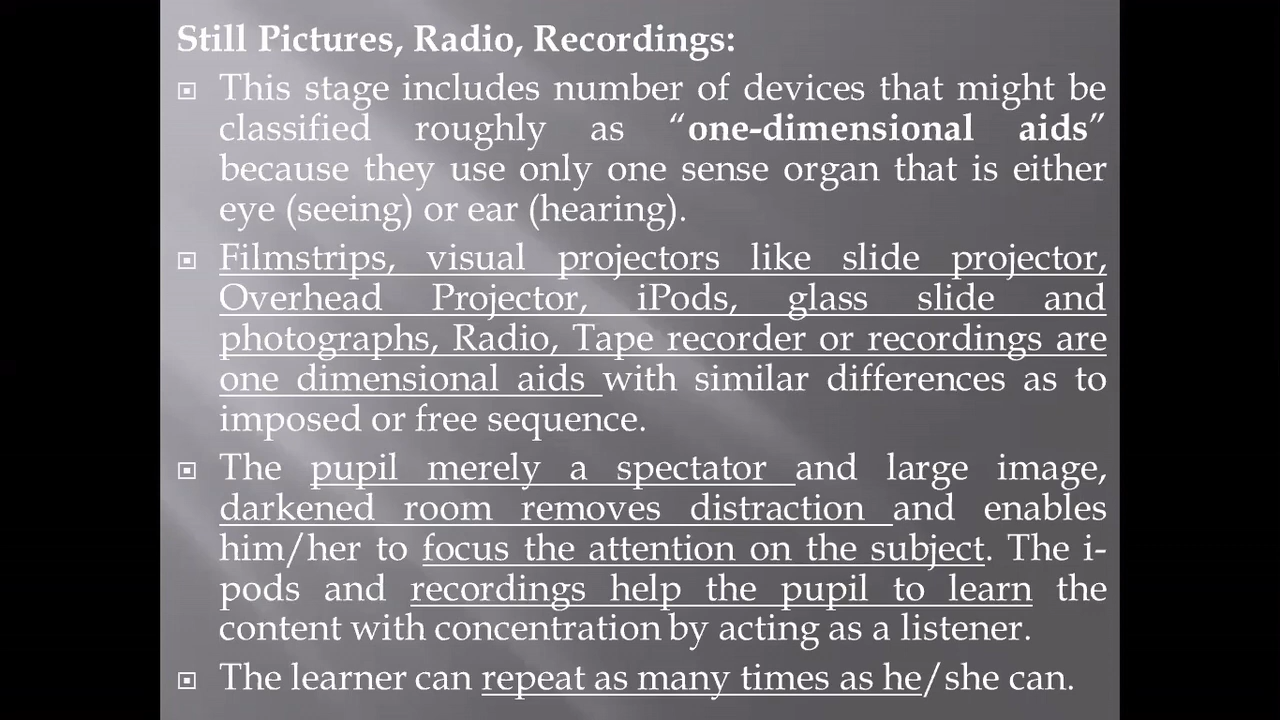 Still Pictures, Radio, Recordings:
This stage includes number of devices that might be
classified roughly as “one-dimensional aids”
because they use only one sense organ that is either
eye (seeing) or ear (hearing).
Filmstrips, visual projectors like slide projector,
Overhead Projector, iPods, glass slide and
photographs, Radio, Tape recorder or recordings are
one dimensional aids with similar differences as to
imposed or free sequence.
The pupil merely a spectator and large image,
darkened room removes distraction and enables
him/her to focus the attention on the subject. The i-
pods and recordings help the pupil to learn the
content with concentration by acting as a listener.
The learner can repeat as many times as he/she can.